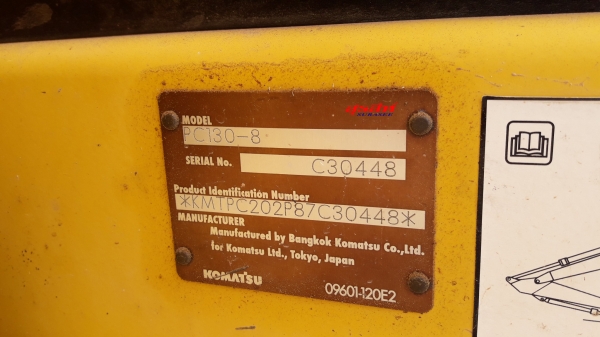 MODEL
PC130-8
SERIAL No. C30448
Product Identification Number
*KMTPC202P87C30448*
MANUFACTURER
Manufactured by Bangkok Komatsu Co.,Ltd.
for Komatsu Ltd., Tokyo, Japan
KOMATSU
09601-120E2